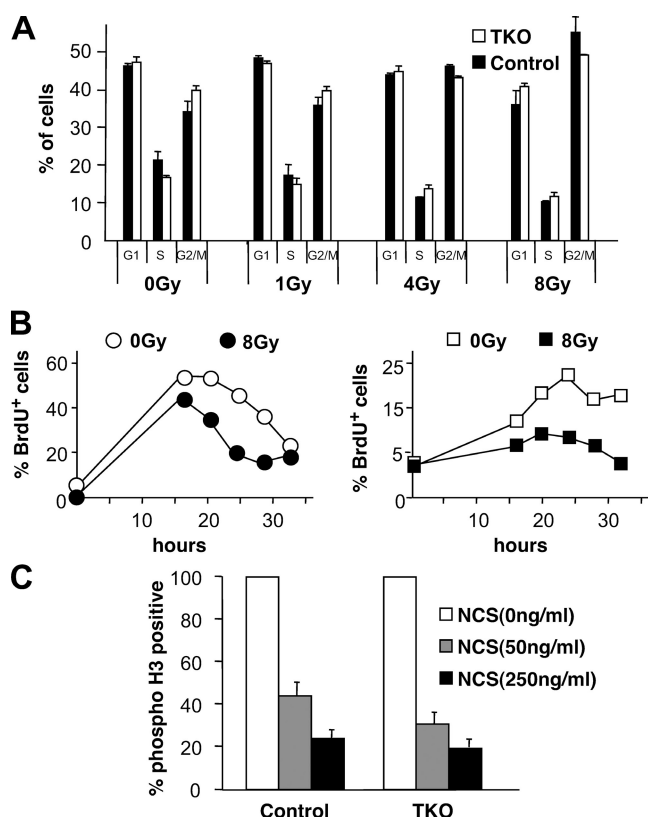 A
% of cells
50
40
30
20
10
0
TKO
Control
G1 S G2/M G1 S G2/M G1 S G2/M G1 S G2/M
0Gy 1Gy 4Gy 8Gy
B
0Gy 8Gy
% BrdU+ cells
60
40
20
0
10 20 30
hours
0Gy 8Gy
% BrdU+ cells
25
15
5
0
10 20 30
hours
C
% phospho H3 positive
100
80
60
40
20
0
NCS(0ng/ml)
NCS(50ng/ml)
NCS(250ng/ml)
Control TKO